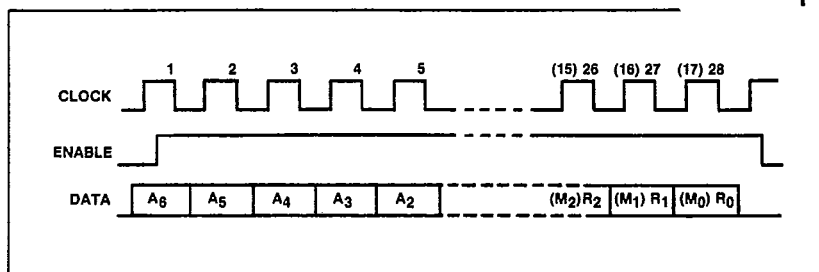 1 2 3 4 5 (15) 26 (16) 27 (17) 28
CLOCK
ENABLE
DATA A6 A5 A4 A3 A2 (M2) R2 (M1) R1 (M0) R0